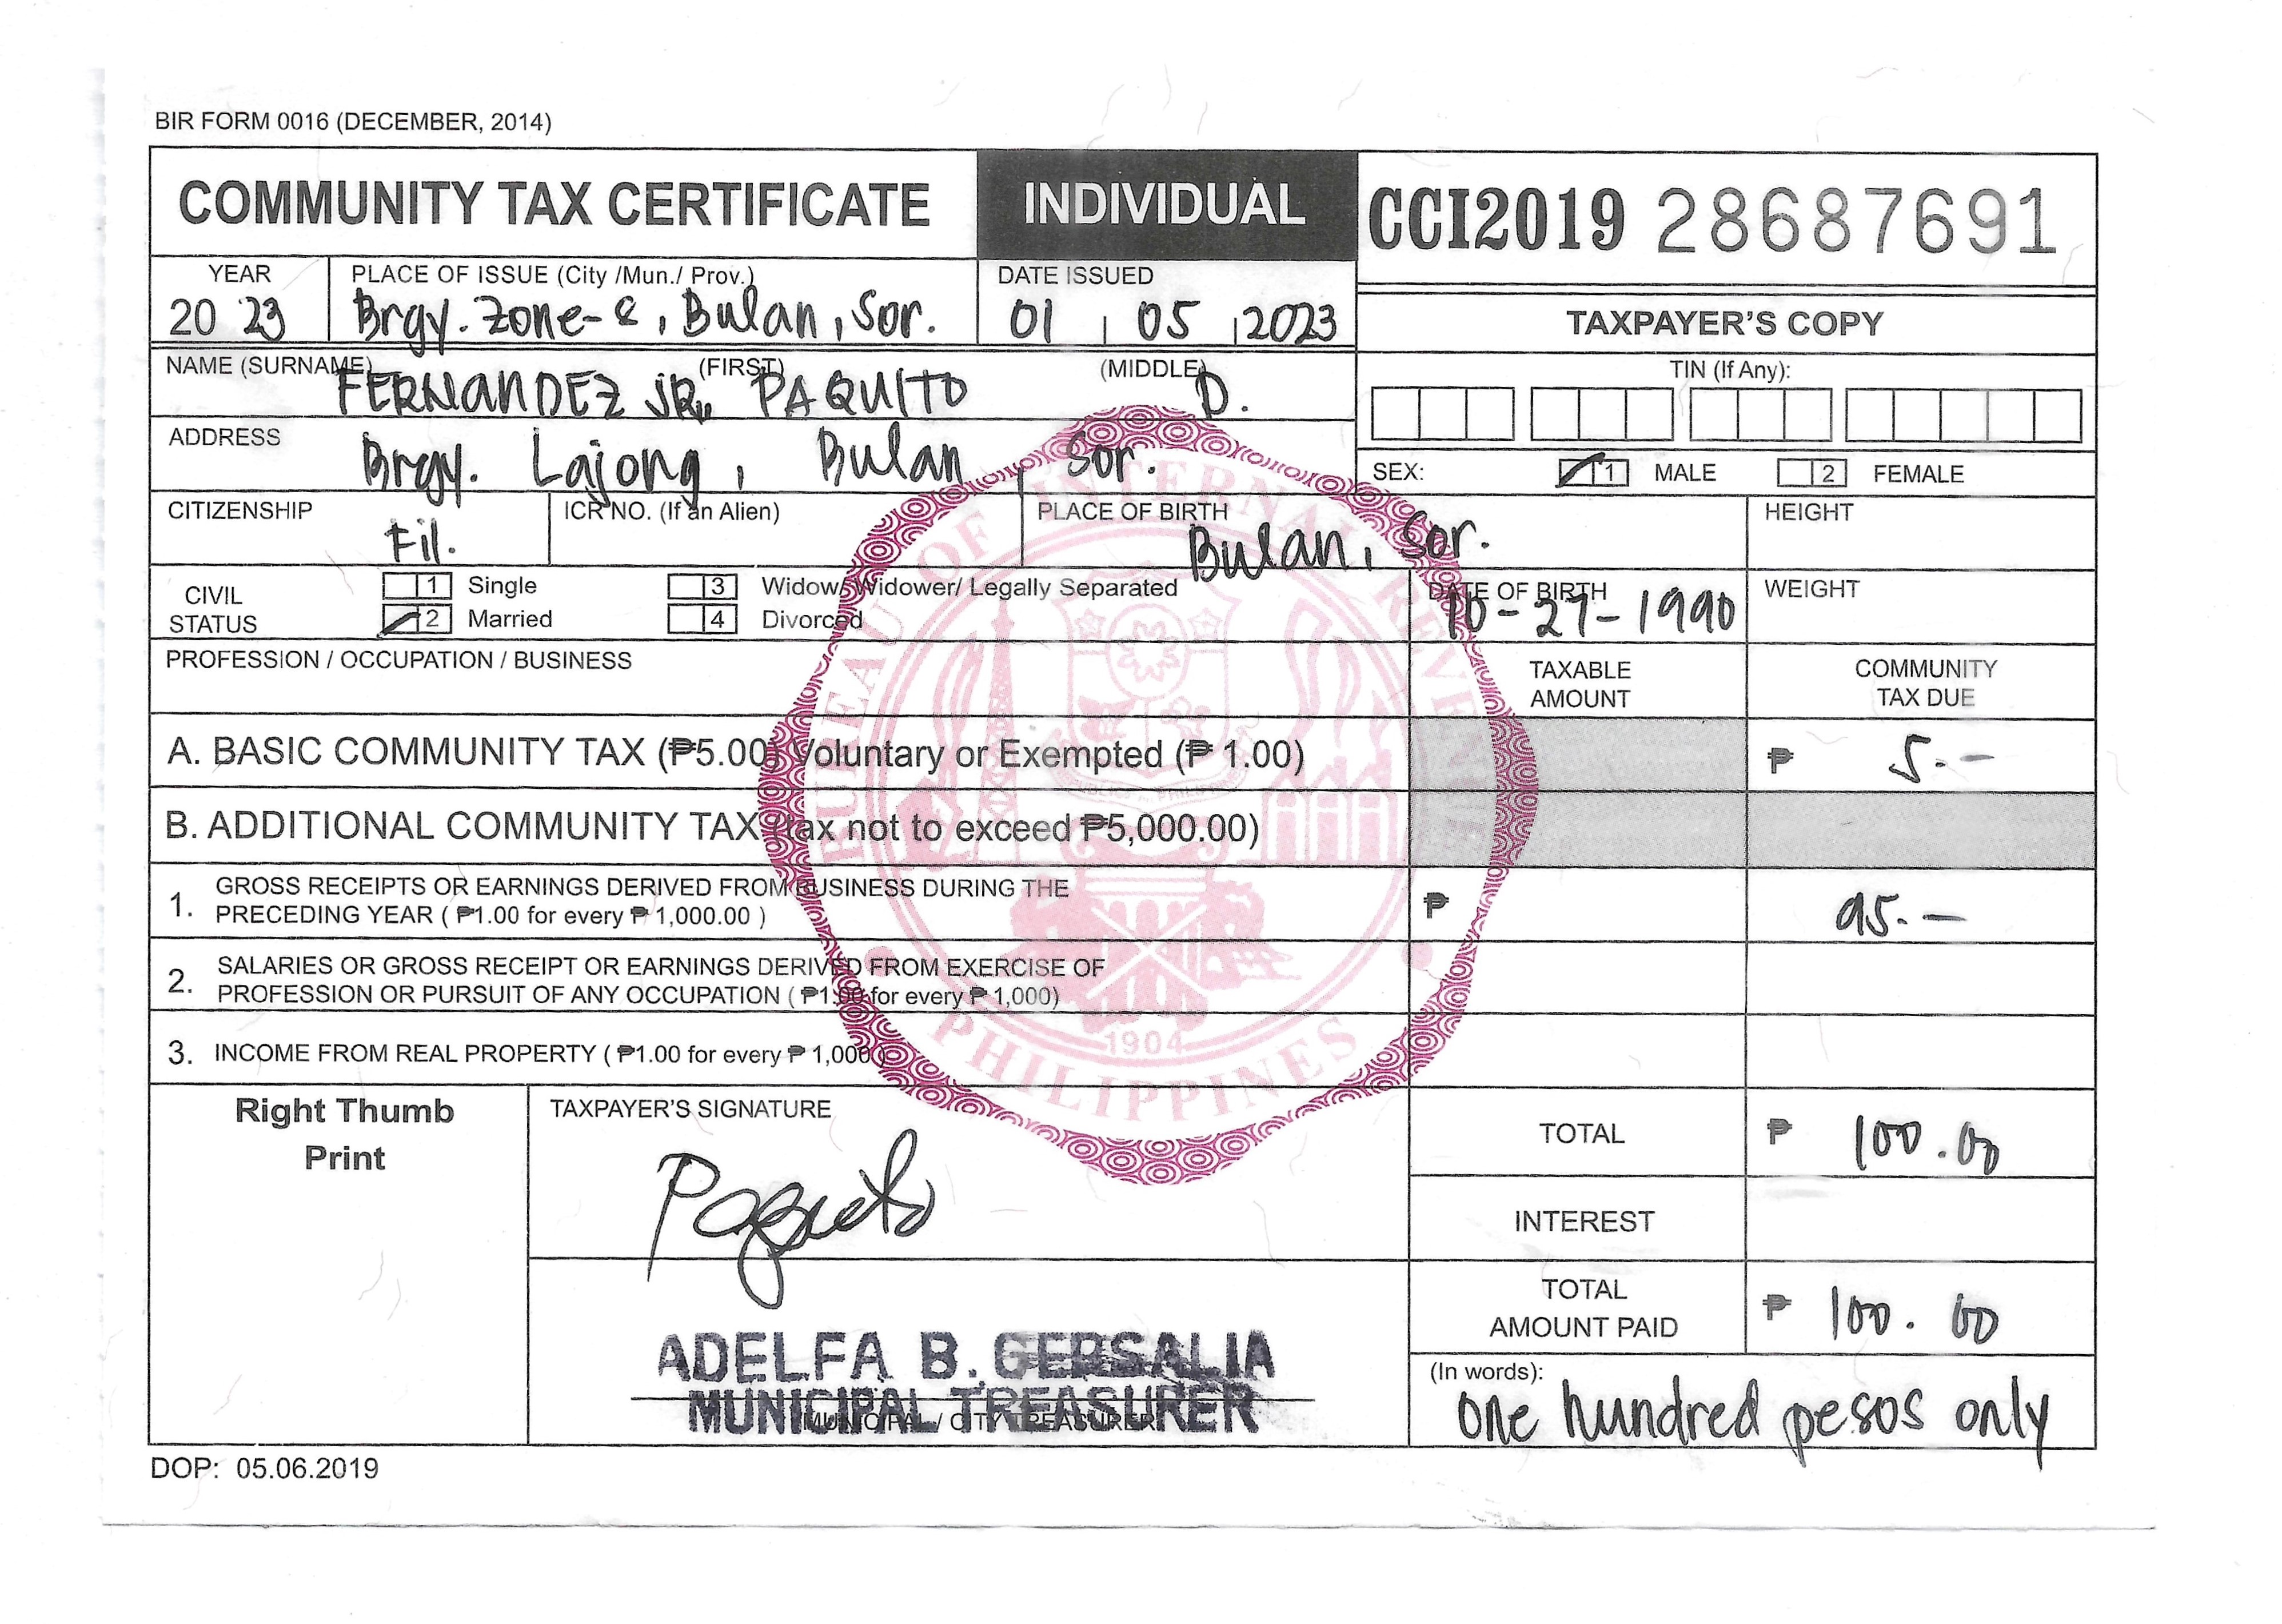 BIR FORM 0016 (DECEMBER, 2014)
COMMUNITY TAX CERTIFICATE
INDIVIDUAL
CCI2019 28687691
YEAR
20 23
PLACE OF ISSUE (City /Mun./ Prov.)
Brgy. Zone-8, Bulan, Sor.
DATE ISSUED
01 05 2023
TAXPAYER'S COPY
NAME (SURNAME) (FIRST) (MIDDLE)
FERNANDEZ JR., PAQUITO D.
TIN (If Any):
ADDRESS
Brgy. Lajong, Bulan, Sor.
SEX: 1 MALE 2 FEMALE
CITIZENSHIP
Fil.
ICR NO. (If an Alien)
PLACE OF BIRTH
Bulan, Sor.
HEIGHT
CIVIL STATUS
1 Single
2 Married
3 Widow/Widower/ Legally Separated
4 Divorced
DATE OF BIRTH
10-27-1990
WEIGHT
PROFESSION / OCCUPATION / BUSINESS
TAXABLE AMOUNT
COMMUNITY TAX DUE
A. BASIC COMMUNITY TAX (₱5.00) Voluntary or Exempted (₱ 1.00)
₱ 5.-
B. ADDITIONAL COMMUNITY TAX (tax not to exceed ₱5,000.00)
1. GROSS RECEIPTS OR EARNINGS DERIVED FROM BUSINESS DURING THE
PRECEDING YEAR ( ₱1.00 for every ₱ 1,000.00 )
₱ 95.-
2. SALARIES OR GROSS RECEIPT OR EARNINGS DERIVED FROM EXERCISE OF
PROFESSION OR PURSUIT OF ANY OCCUPATION ( ₱1.00 for every ₱ 1,000)
3. INCOME FROM REAL PROPERTY ( ₱1.00 for every ₱ 1,000)
BUREAU OF INTERNAL REVENUE
1904
PHILIPPINES
Right Thumb
Print
TAXPAYER'S SIGNATURE
Paquito
TOTAL ₱ 100.00
INTEREST
TOTAL
AMOUNT PAID ₱ 100.00
ADELFA B. GERSALIA
MUNICIPAL TREASURER
MUNICIPAL / CITY TREASURER
(In words):
one hundred pesos only
DOP: 05.06.2019